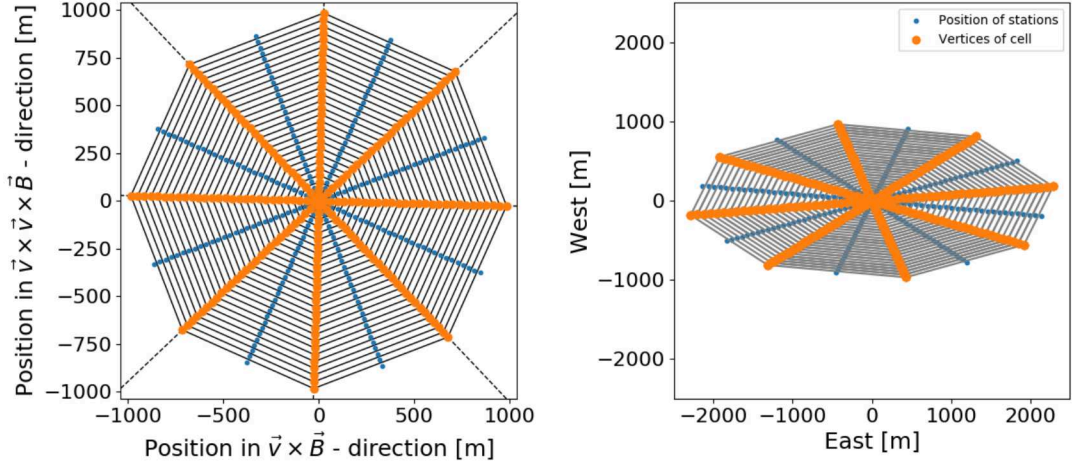 1000
750
500
250
0
−250
−500
−750
−1000
Position in v⃗ × v⃗ × B⃗ - direction [m]
−1000 −500 0 500 1000
Position in v⃗ × B⃗ - direction [m]
2000
1000
0
−1000
−2000
West [m]
−2000 −1000 0 1000 2000
East [m]
Position of stations
Vertices of cell